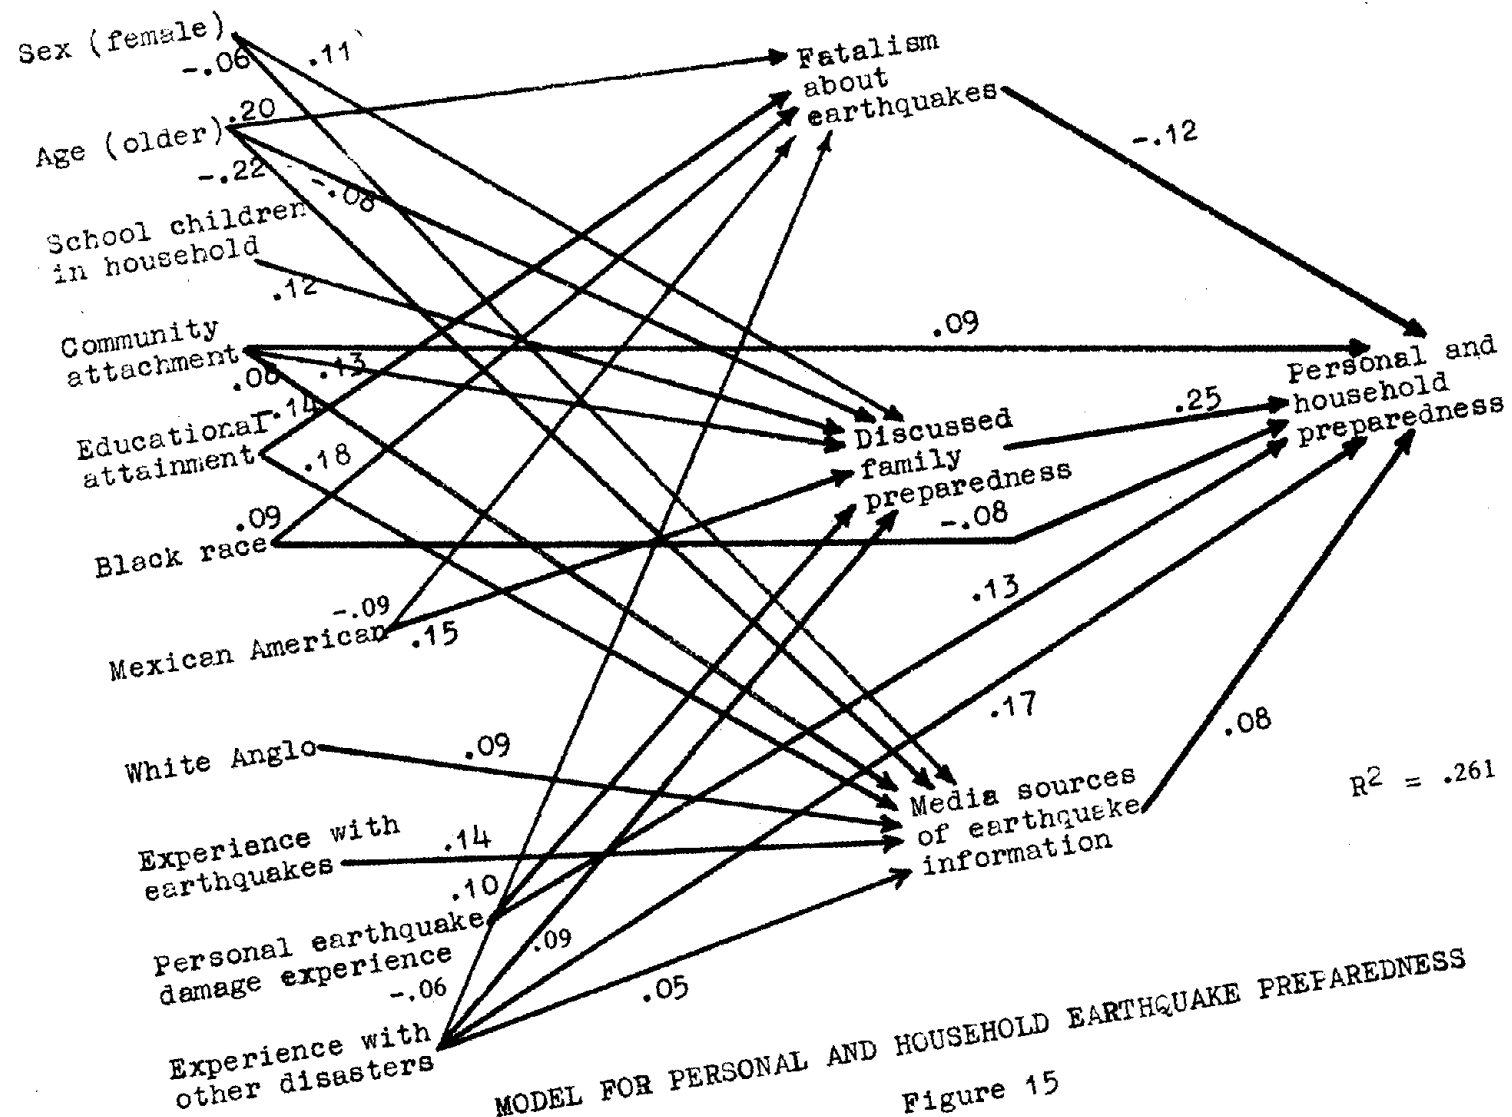 Sex (female)
-.06
.11
Fatalism
about
earthquakes
.20
Age (older)
-.22
-.08
-.12
School children
in household
.12
Community
attachment
.09
.13
-.14
Educational
attainment
.18
Discussed
family
preparedness
.25
Personal and
household
preparedness
.09
Black race
-.08
-.09
Mexican American
.15
.13
White Anglo
.09
.17
.08
Media sources
of earthquake
information
R2 = .261
Experience with
earthquakes
.14
.10
Personal earthquake
damage experience
.09
-.06
.05
Experience with
other disasters
MODEL FOR PERSONAL AND HOUSEHOLD EARTHQUAKE PREPAREDNESS
Figure 15